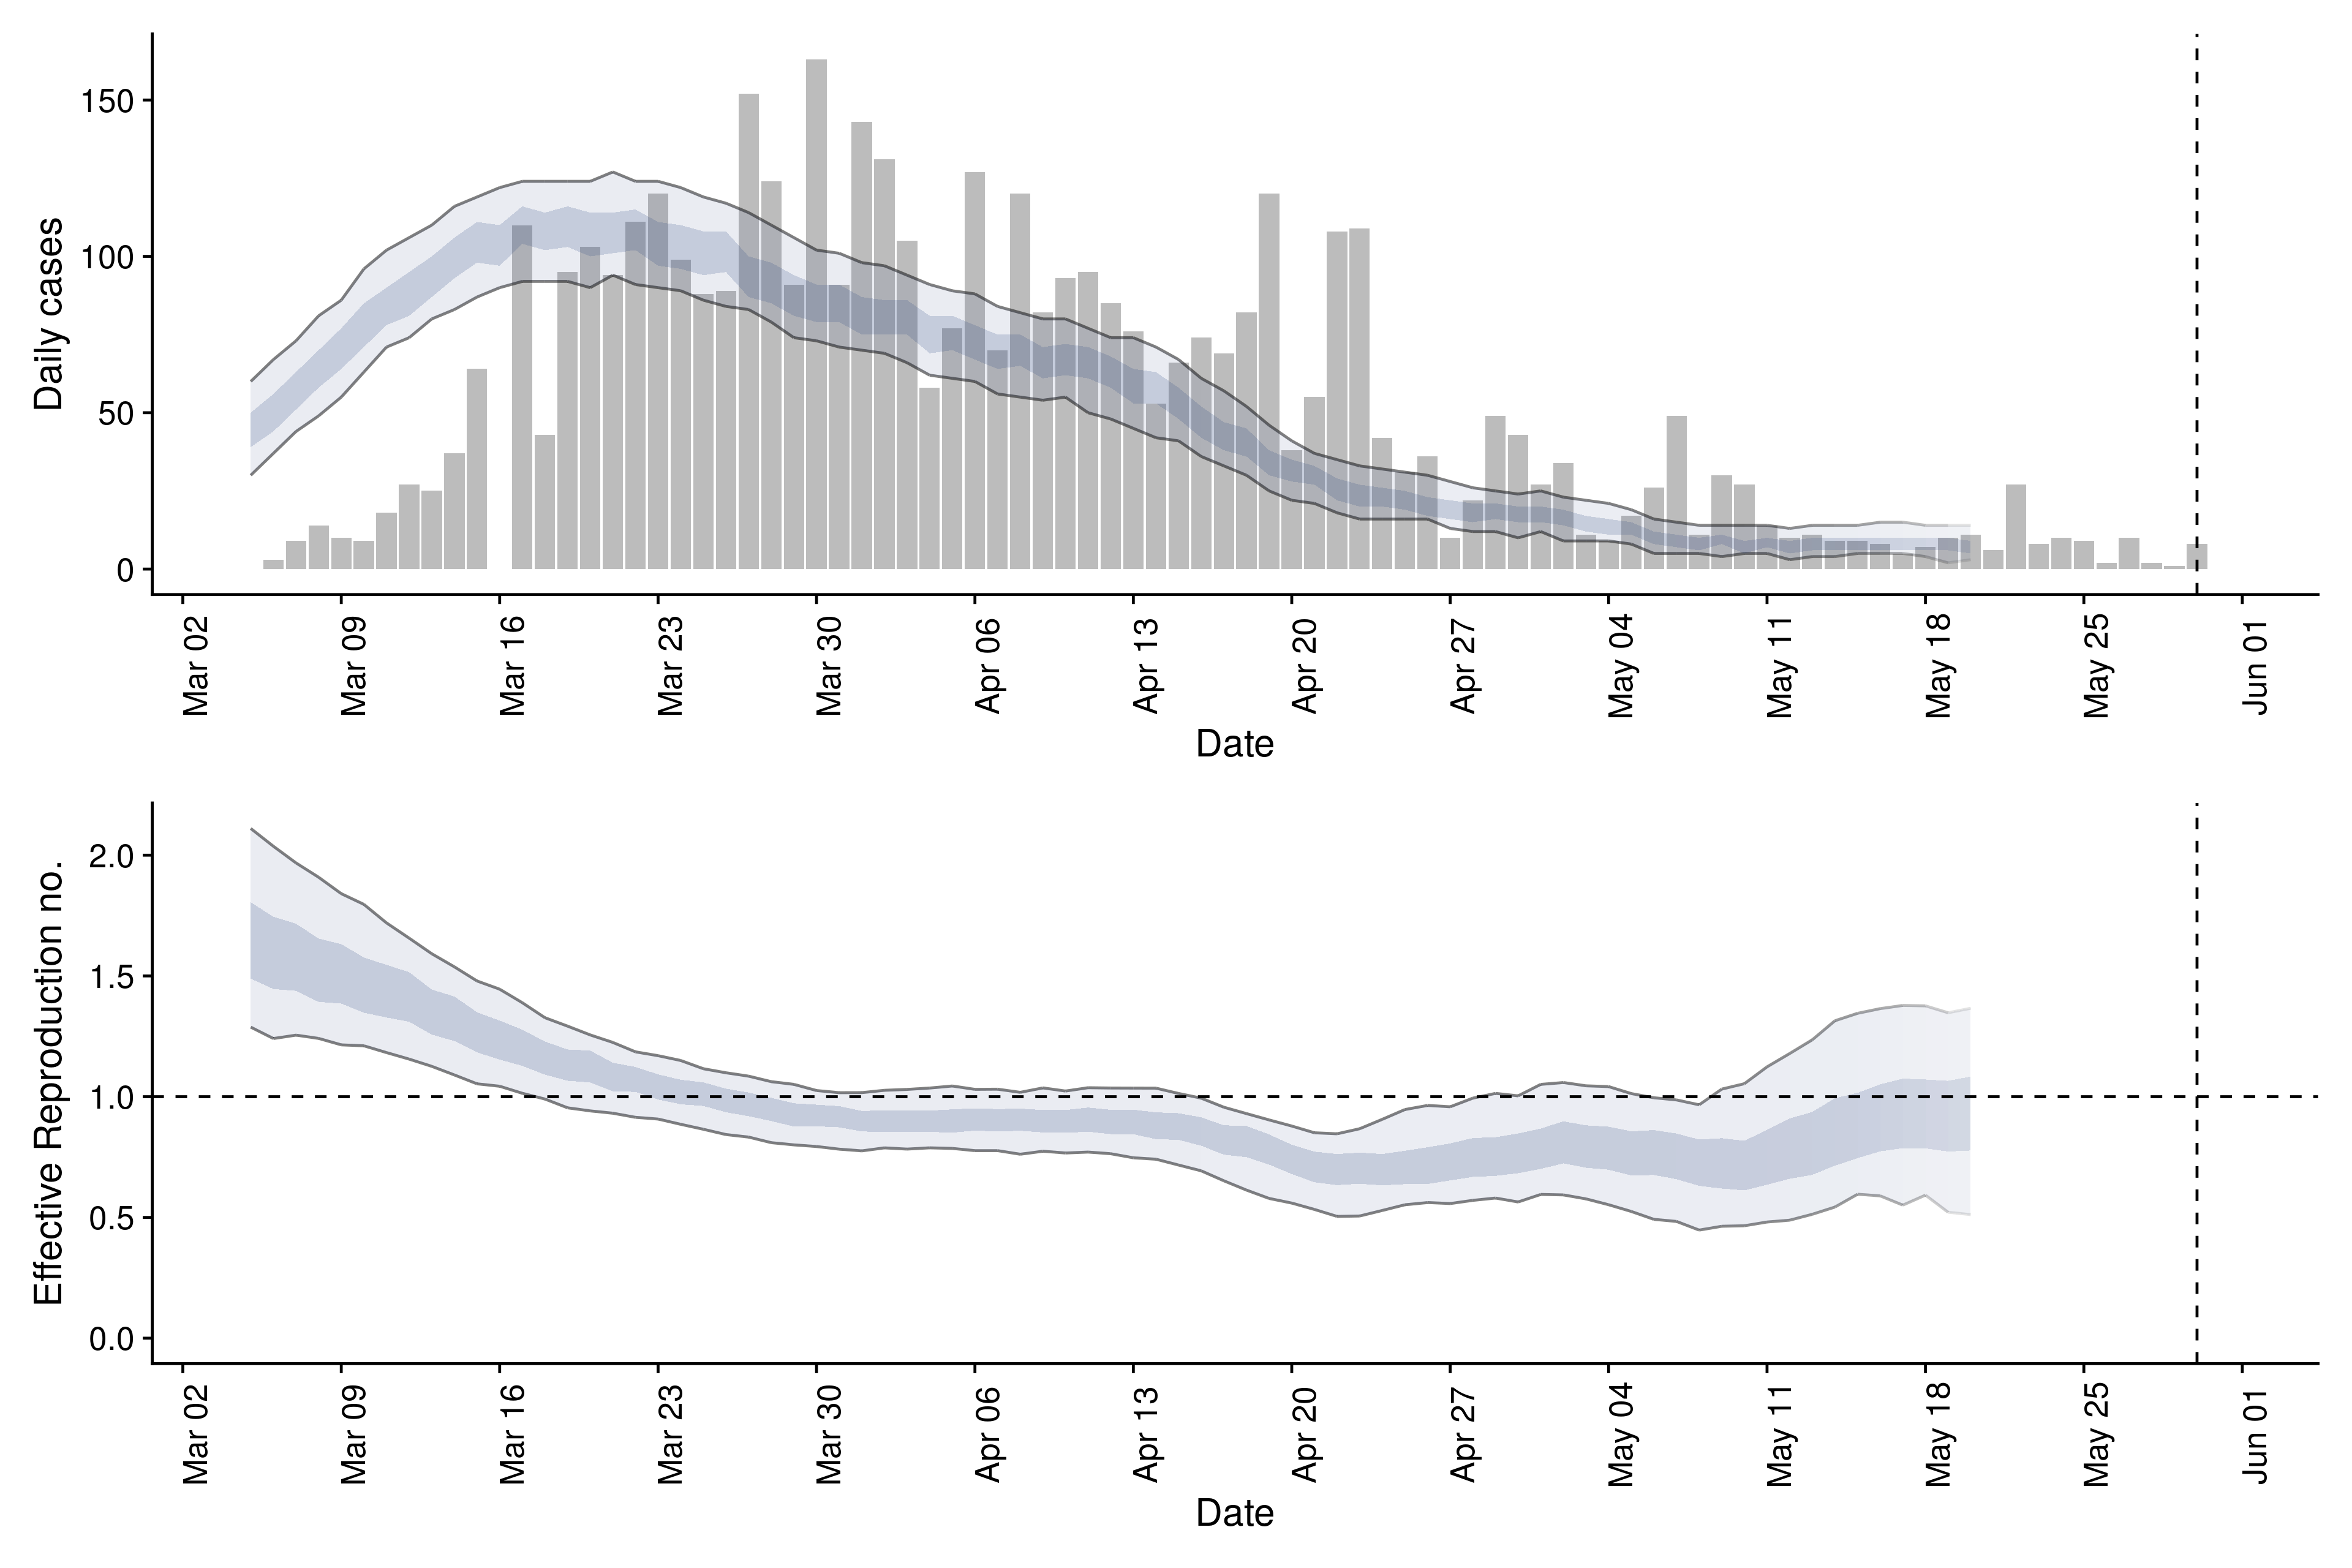 Daily cases
150
100
50
0
Mar 02
Mar 09
Mar 16
Mar 23
Mar 30
Apr 06
Apr 13
Apr 20
Apr 27
May 04
May 11
May 18
May 25
Jun 01
Date
Effective Reproduction no.
2.0
1.5
1.0
0.5
0.0
Mar 02
Mar 09
Mar 16
Mar 23
Mar 30
Apr 06
Apr 13
Apr 20
Apr 27
May 04
May 11
May 18
May 25
Jun 01
Date